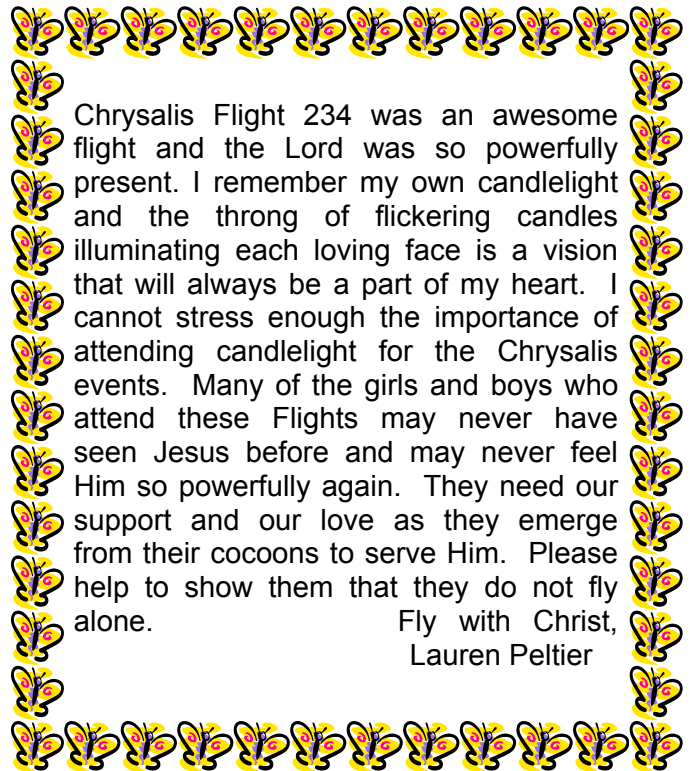 Chrysalis Flight 234 was an awesome
flight and the Lord was so powerfully
present. I remember my own candlelight
and the throng of flickering candles
illuminating each loving face is a vision
that will always be a part of my heart. I
cannot stress enough the importance of
attending candlelight for the Chrysalis
events. Many of the girls and boys who
attend these Flights may never have
seen Jesus before and may never feel
Him so powerfully again. They need our
support and our love as they emerge
from their cocoons to serve Him. Please
help to show them that they do not fly
alone. Fly with Christ,
Lauren Peltier